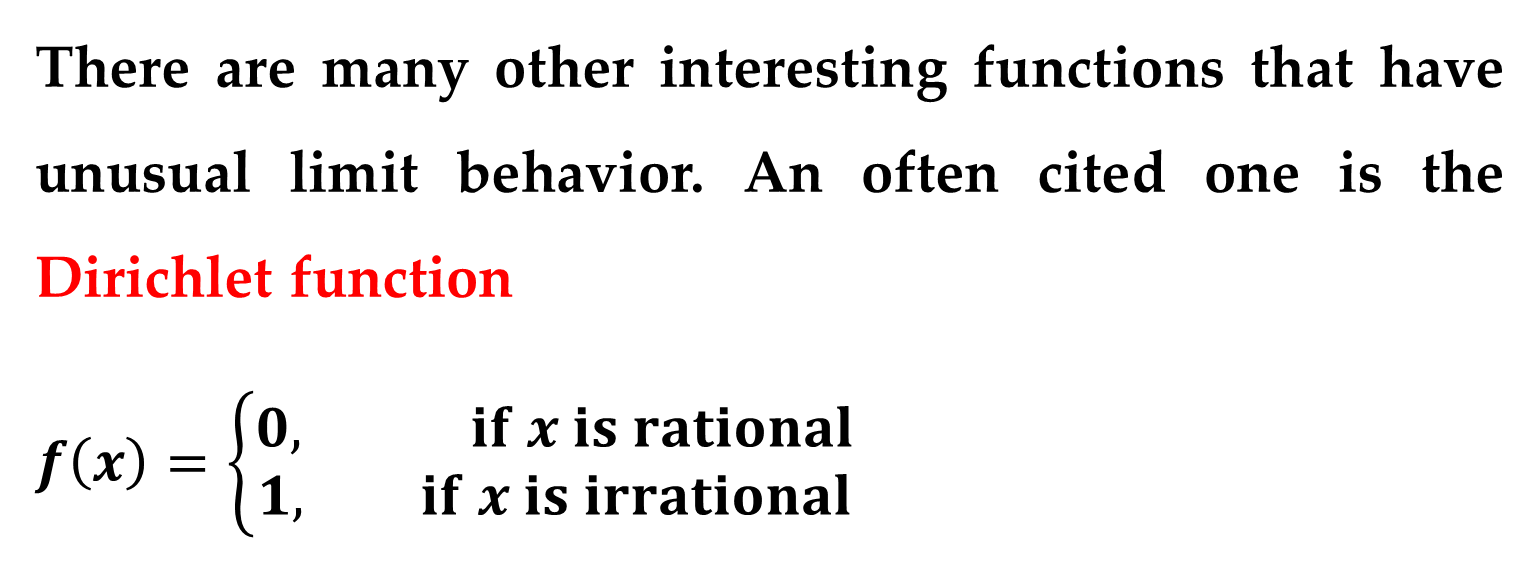 There are many other interesting functions that have
unusual limit behavior. An often cited one is the
Dirichlet function
f(x) = {0, if x is rational
1, if x is irrational